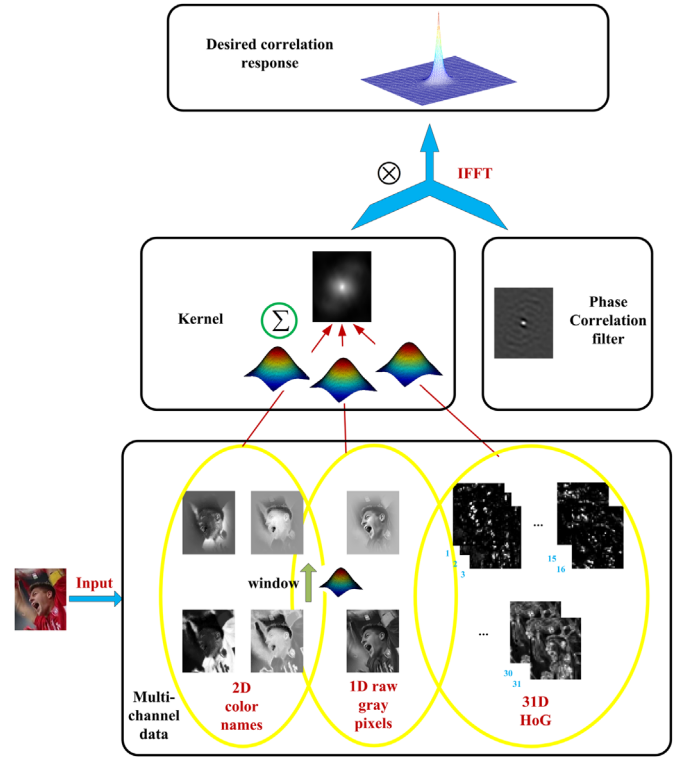 Desired correlation
response
⊗
IFFT
Kernel
Σ
Phase
Correlation
filter
1
2
3
...
15
16
Input
window
...
30
31
Multi-
channel
data
2D
color
names
1D raw
gray
pixels
31D
HoG